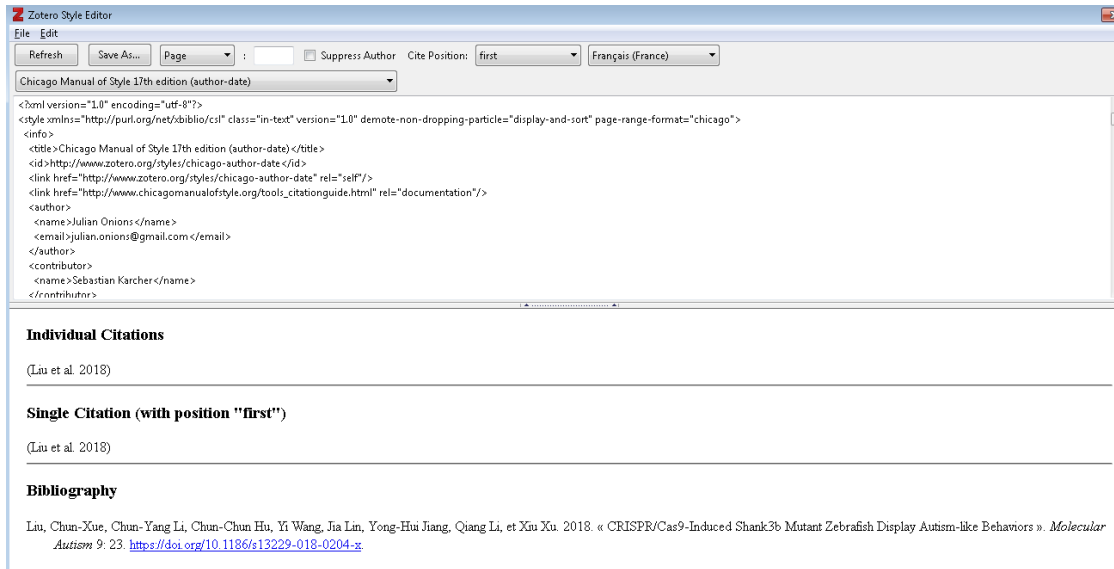 Zotero Style Editor
File Edit
Refresh Save As... Page : Suppress Author Cite Position: first Français (France)
Chicago Manual of Style 17th edition (author-date)
<?xml version="1.0" encoding="utf-8"?>
<style xmlns="http://purl.org/net/xbiblio/csl" class="in-text" version="1.0" demote-non-dropping-particle="display-and-sort" page-range-format="chicago">
<info>
<title>Chicago Manual of Style 17th edition (author-date)</title>
<id>http://www.zotero.org/styles/chicago-author-date</id>
<link href="http://www.zotero.org/styles/chicago-author-date" rel="self"/>
<link href="http://www.chicagomanualofstyle.org/tools_citationguide.html" rel="documentation"/>
<author>
<name>Julian Onions</name>
<email>julian.onions@gmail.com</email>
</author>
<contributor>
<name>Sebastian Karcher</name>
</contributor>
Individual Citations
(Liu et al. 2018)
Single Citation (with position "first")
(Liu et al. 2018)
Bibliography
Liu, Chun-Xue, Chun-Yang Li, Chun-Chun Hu, Yi Wang, Jia Lin, Yong-Hui Jiang, Qiang Li, et Xiu Xu. 2018. « CRISPR/Cas9-Induced Shank3b Mutant Zebrafish Display Autism-like Behaviors ». Molecular
Autism 9: 23. https://doi.org/10.1186/s13229-018-0204-x.